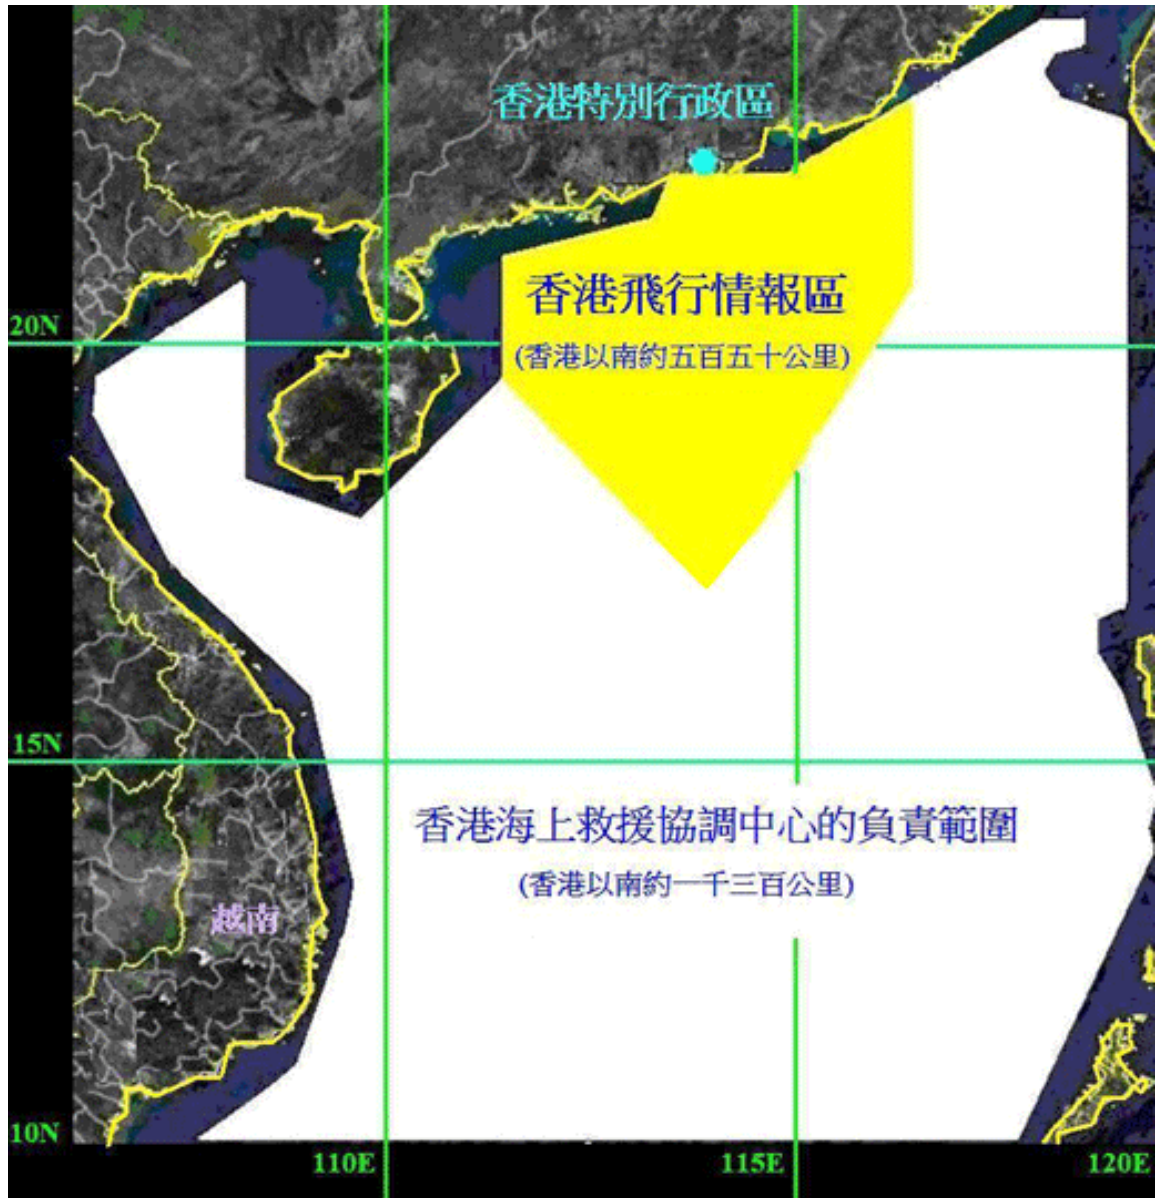 香港特別行政區
香港飛行情報區
20N
(香港以南約五百五十公里)
15N
香港海上救援協調中心的負責範圍
(香港以南約一千三百公里)
越南
10N
110E
115E
120E